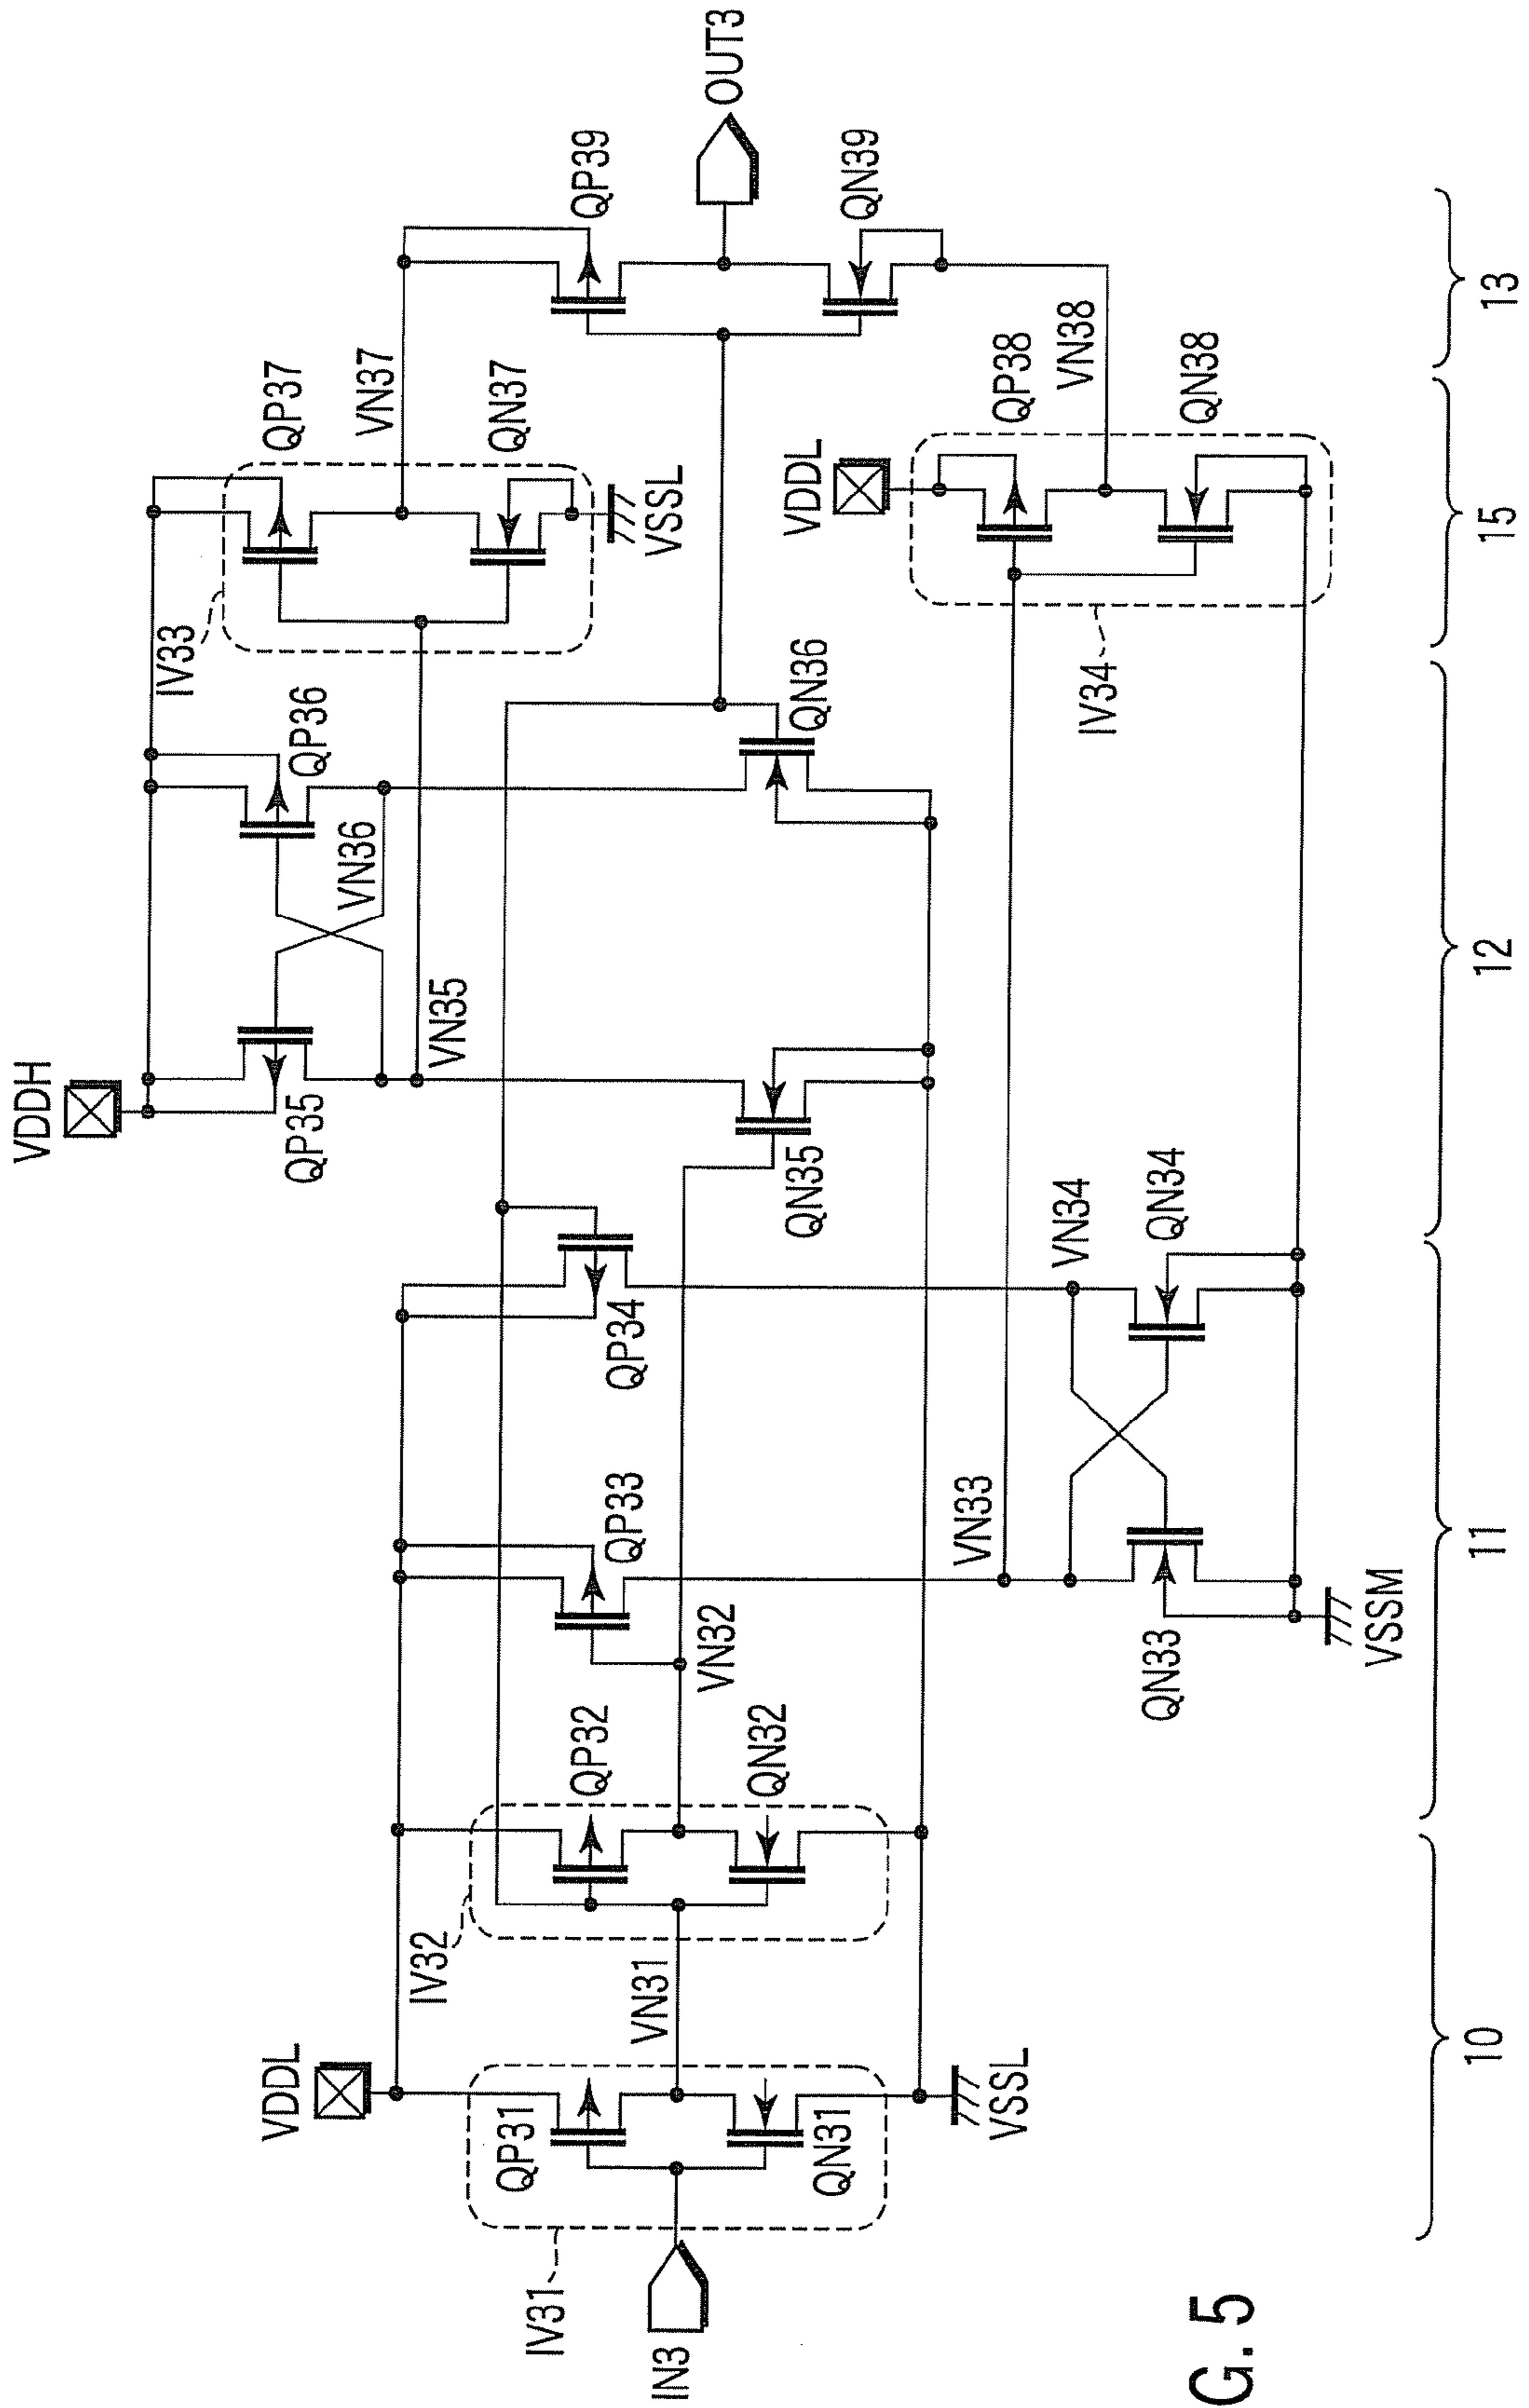 VDDH
VDDL
VSSL
IN3
IV31
QP31
QN31
VN31
IV32
QP32
QN32
VN32
QP33
QN33
VN33
VSSM
QP34
VN34
QN34
QP35
VN35
QN35
VN36
QP36
QN36
IV33
QP37
VN37
QN37
VSSL
VDDL
IV34
QP38
VN38
QN38
QP39
QN39
OUT3
10
11
12
15
13
G. 5